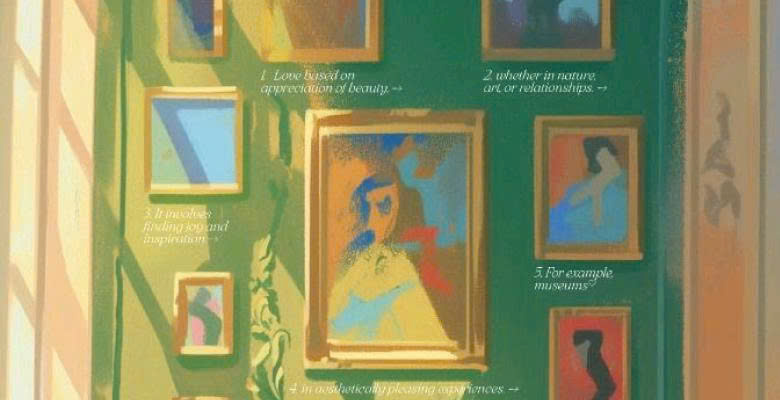 1. Love based on
appreciation of beauty, →
2. whether in nature,
art, or relationships. →
3. It involves
finding joy and
inspiration →
4. in aesthetically pleasing experiences. →
5. For example,
museums